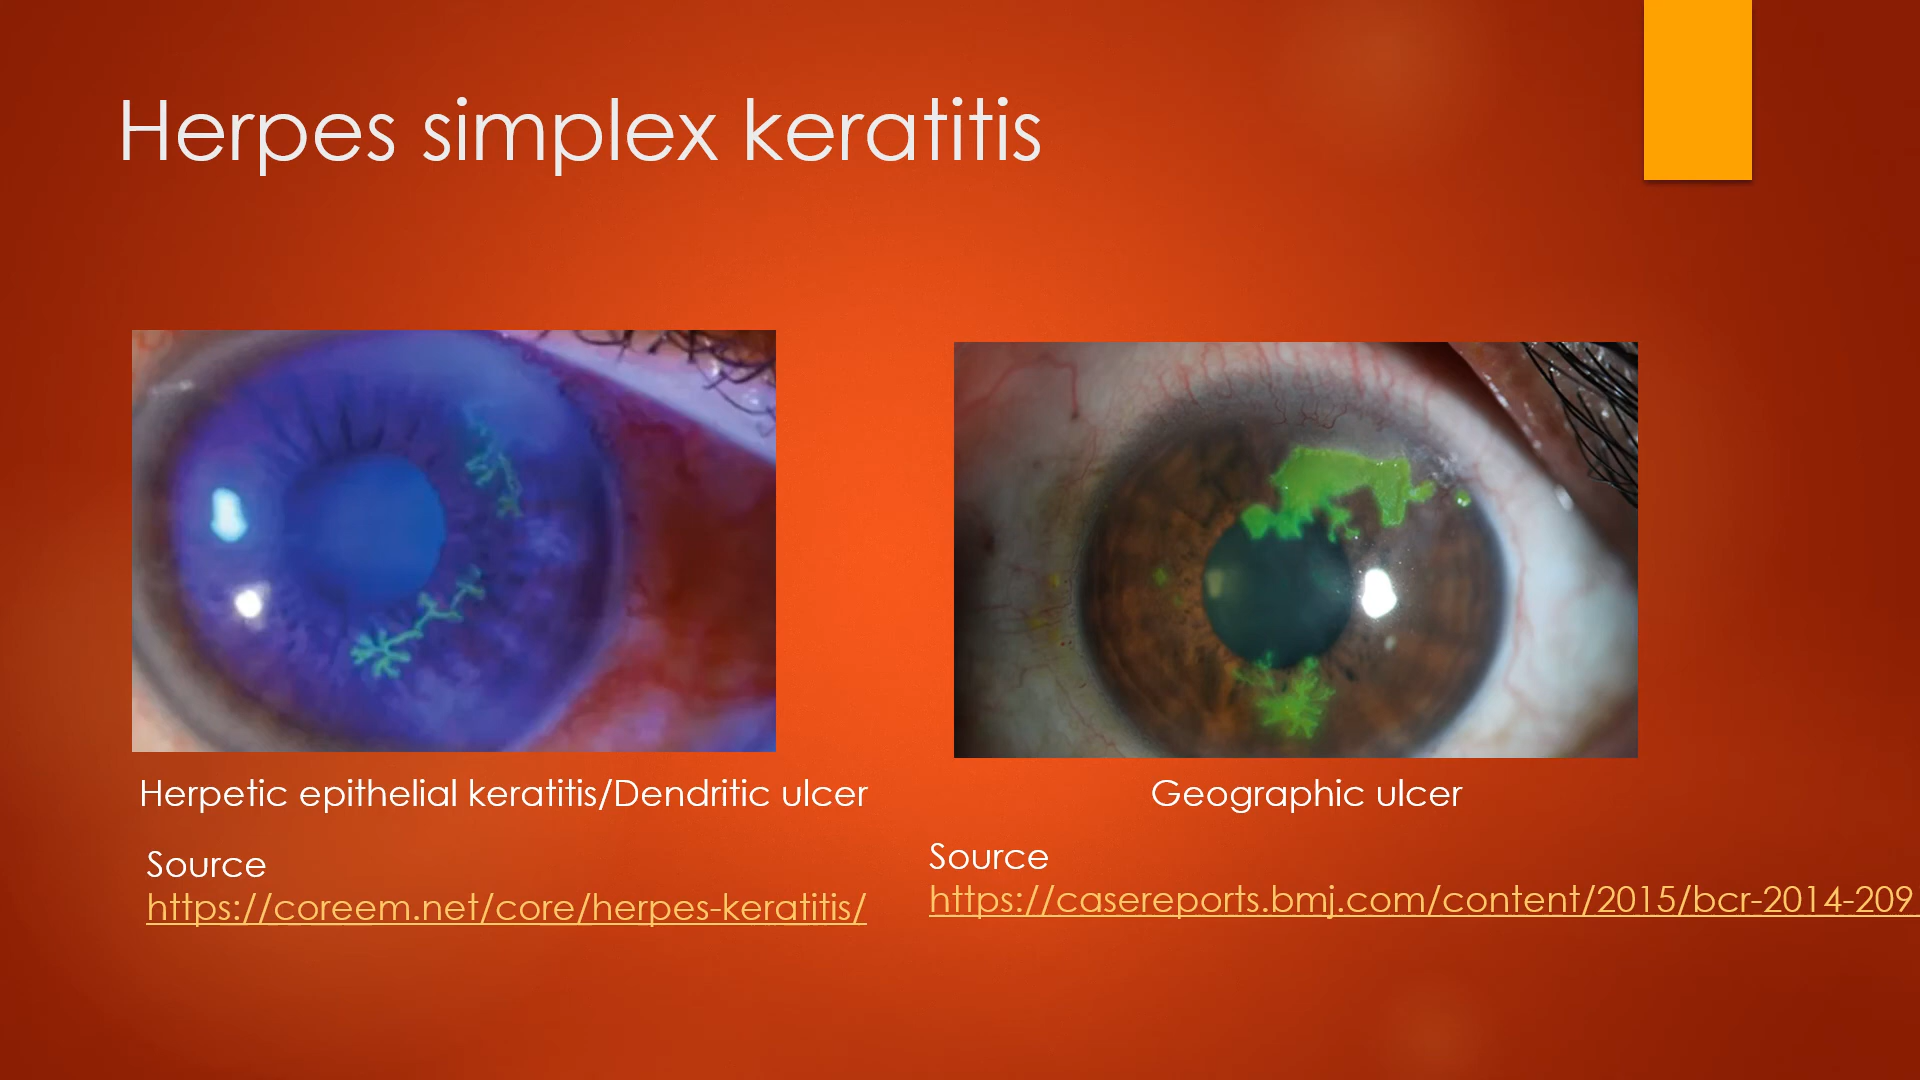 Herpes simplex keratitis
Herpetic epithelial keratitis/Dendritic ulcer
Source
https://coreem.net/core/herpes-keratitis/
Geographic ulcer
Source
https://casereports.bmj.com/content/2015/bcr-2014-209